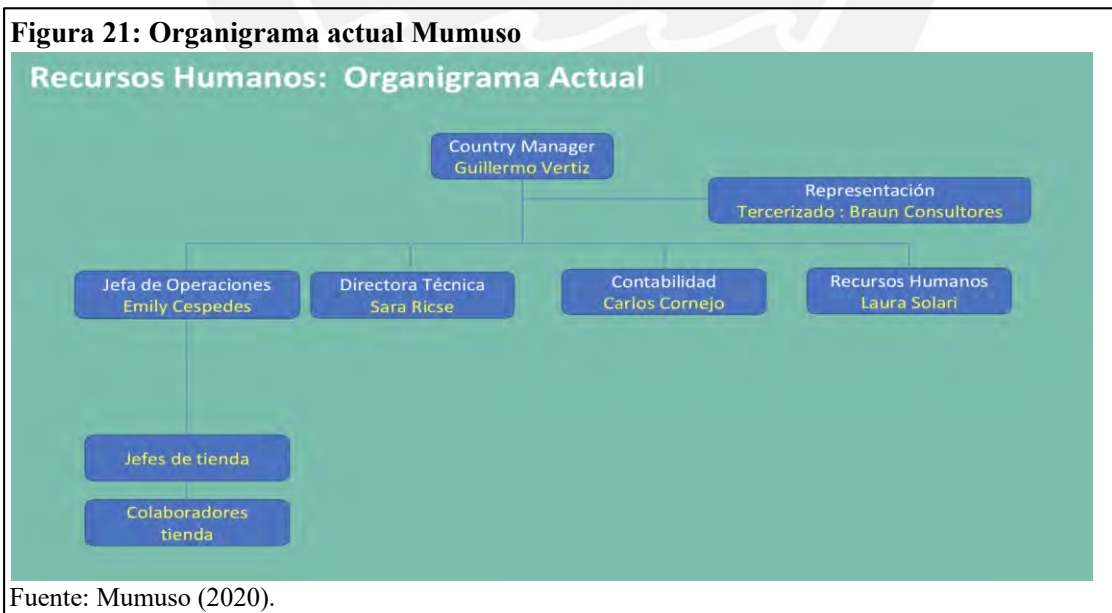 Figura 21: Organigrama actual Mumuso
Recursos Humanos: Organigrama Actual
Country Manager
Guillermo Vertiz
Representación
Tercerizado : Braun Consultores
Jefa de Operaciones
Emily Cespedes
Directora Técnica
Sara Ricse
Contabilidad
Carlos Cornejo
Recursos Humanos
Laura Solari
Jefes de tienda
Colaboradores
tienda
Fuente: Mumuso (2020).